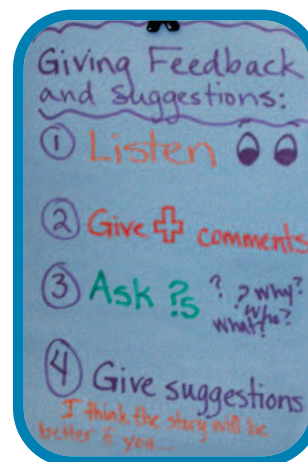 Giving Feedback
and suggestions:
① Listen
② Give + comments
③ Ask ?s ? ? why?
who?
what?
④ Give suggestions
I think the story will be
better if you...